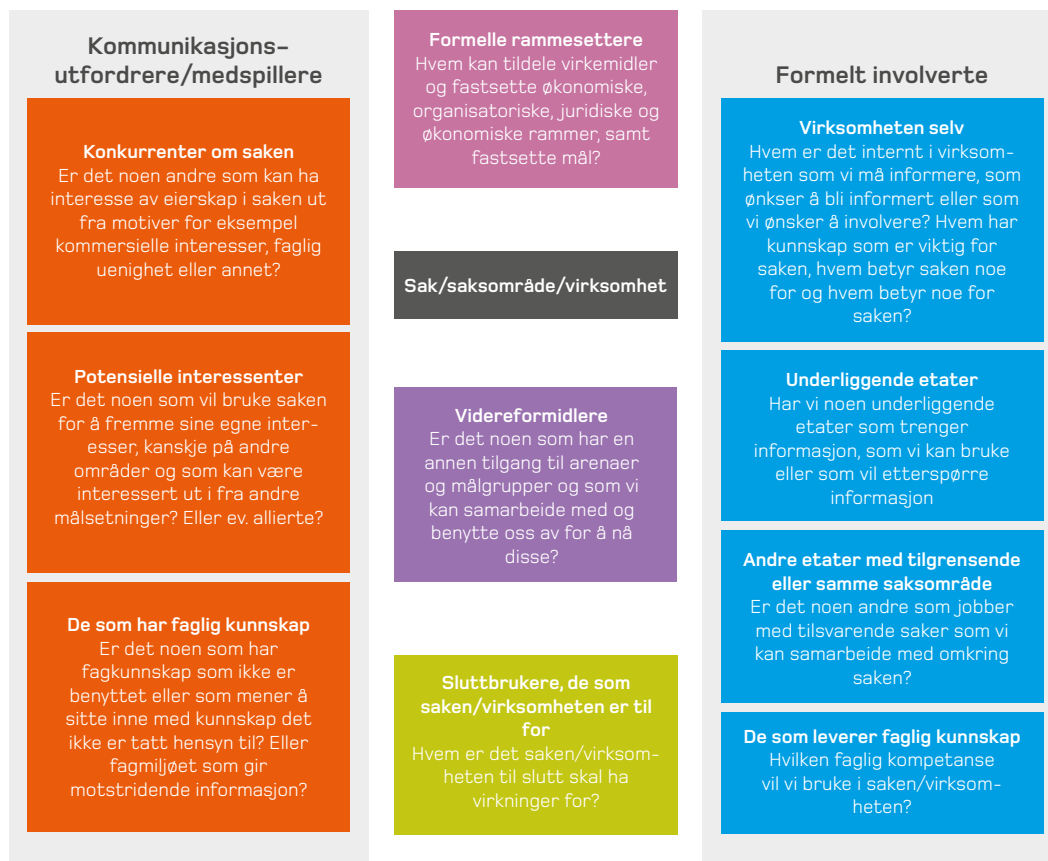 Kommunikasjons-
utfordrere/medspillere
Konkurrenter om saken
Er det noen andre som kan ha
interesse av eierskap i saken ut
fra motiver for eksempel
kommersielle interesser, faglig
uenighet eller annet?
Potensielle interessenter
Er det noen som vil bruke saken
for å fremme sine egne inter-
esser, kanskje på andre
områder og som kan være
interessert ut i fra andre
målsetninger? Eller ev. allierte?
De som har faglig kunnskap
Er det noen som har
fagkunnskap som ikke er
benyttet eller som mener å
sitte inne med kunnskap det
ikke er tatt hensyn til? Eller
fagmiljøet som gir
motstridende informasjon?
Formelle rammesettere
Hvem kan tildele virkemidler
og fastsette økonomiske,
organisatoriske, juridiske og
økonomiske rammer, samt
fastsette mål?
Sak/saksområde/virksomhet
Videreformidlere
Er det noen som har en
annen tilgang til arenaer
og målgrupper og som vi
kan samarbeide med og
benytte oss av for å nå
disse?
Sluttbrukere, de som
saken/virksomheten er til
for
Hvem er det saken/virksom-
heten til slutt skal ha
virkninger for?
Formelt involverte
Virksomheten selv
Hvem er det internt i virksom-
heten som vi må informere, som
ønkser å bli informert eller som
vi ønsker å involvere? Hvem har
kunnskap som er viktig for
saken, hvem betyr saken noe
for og hvem betyr noe for
saken?
Underliggende etater
Har vi noen underliggende
etater som trenger
informasjon, som vi kan bruke
eller som vil etterspørre
informasjon
Andre etater med tilgrensende
eller samme saksområde
Er det noen andre som jobber
med tilsvarende saker som vi
kan samarbeide med omkring
saken?
De som leverer faglig kunnskap
Hvilken faglig kompetanse
vil vi bruke i saken/virksom-
heten?